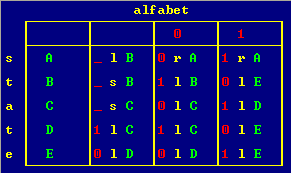 alfabet
0 1
s A _ l B 0 r A 1 r A
t B _ s B 1 l B 0 l E
a C _ s C 0 l C 1 l D
t D 1 l C 1 l C 0 l E
e E 0 l D 0 l D 1 l E